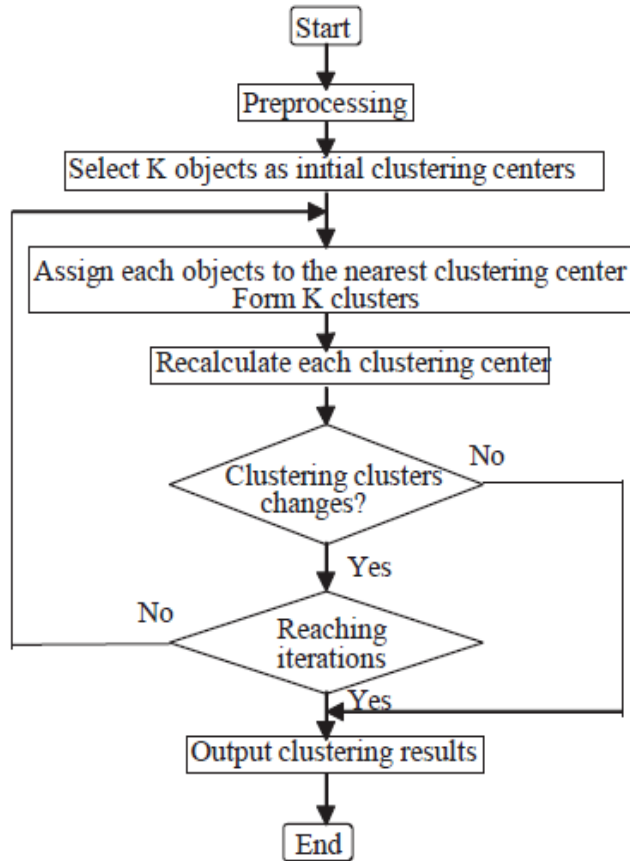 Start
Preprocessing
Select K objects as initial clustering centers
Assign each objects to the nearest clustering center
Form K clusters
Recalculate each clustering center
Clustering clusters
changes?
No
Yes
No
Reaching
iterations
Yes
Output clustering results
End